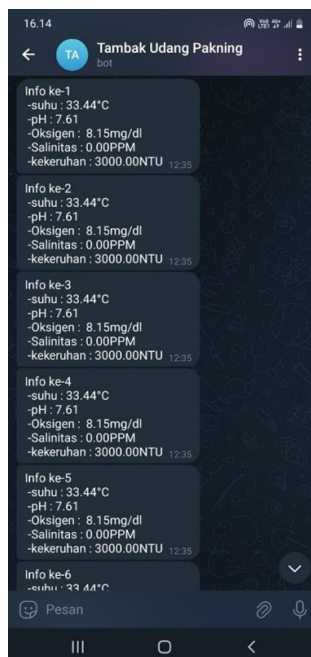 16.14
TA
Tambak Udang Pakning
bot
Info ke-1
-suhu : 33.44°C
-pH : 7.61
-Oksigen : 8.15mg/dl
-Salinitas : 0.00PPM
-kekeruhan : 3000.00NTU 12:35
Info ke-2
-suhu : 33.44°C
-pH : 7.61
-Oksigen : 8.15mg/dl
-Salinitas : 0.00PPM
-kekeruhan : 3000.00NTU 12:35
Info ke-3
-suhu : 33.44°C
-pH : 7.61
-Oksigen : 8.15mg/dl
-Salinitas : 0.00PPM
-kekeruhan : 3000.00NTU 12:35
Info ke-4
-suhu : 33.44°C
-pH : 7.61
-Oksigen : 8.15mg/dl
-Salinitas : 0.00PPM
-kekeruhan : 3000.00NTU 12:35
Info ke-5
-suhu : 33.44°C
-pH : 7.61
-Oksigen : 8.15mg/dl
-Salinitas : 0.00PPM
-kekeruhan : 3000.00NTU 12:35
Info ke-6
-suhu : 33.44°C
Pesan